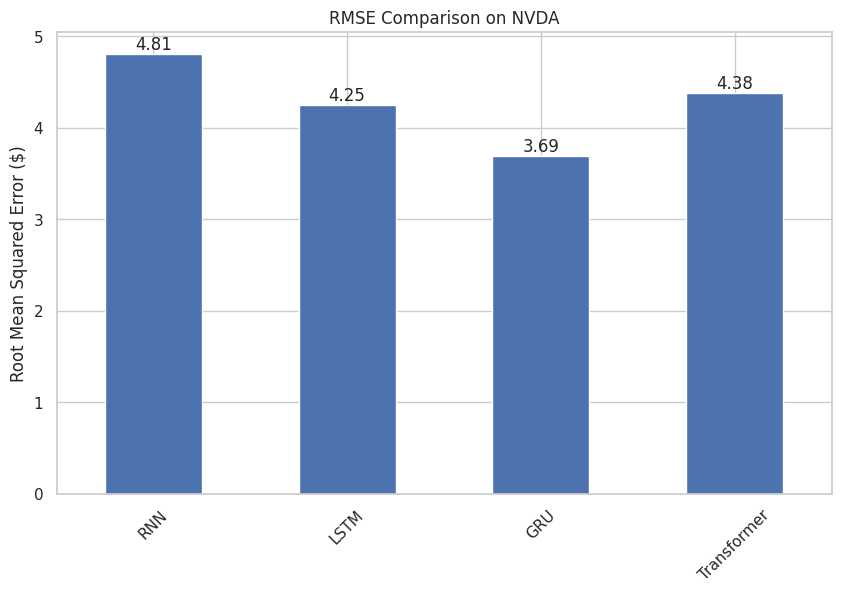 RMSE Comparison on NVDA
Root Mean Squared Error ($)
5
4
3
2
1
0
4.81
4.25
3.69
4.38
RNN
LSTM
GRU
Transformer